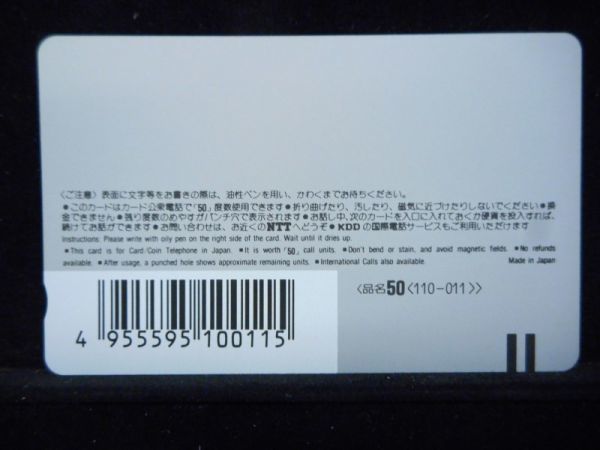 〈ご注意〉表面に文字等をお書きの際は、油性ペンを用い、かわくまでお待ちください。
●このカードはカード公衆電話で「50」度数使用できます●折り曲げたり、汚したり、磁気に近づけたりしないでください●換
金できません●残り度数のめやすがパンチ穴で表示されます●お話し中、次のカードを入口に入れておくか硬貨を投入すれば、
続けてお話ができます●お問い合わせは、お近くのNTTへどうぞ●KDDの国際電話サービスもご利用いただけます
Instructions: Please write with oily pen on the right side of the card. Wait until it dries up.
●This card is for Card/Coin Telephone in Japan. ●It is worth「50」call units. ●Don't bend or stain, and avoid magnetic fields. ●No refunds
available. ●After usage, a punched hole shows approximate remaining units. ●International Calls also available. Made in Japan
〈品名50〈110-011〉〉
4 955595 100115